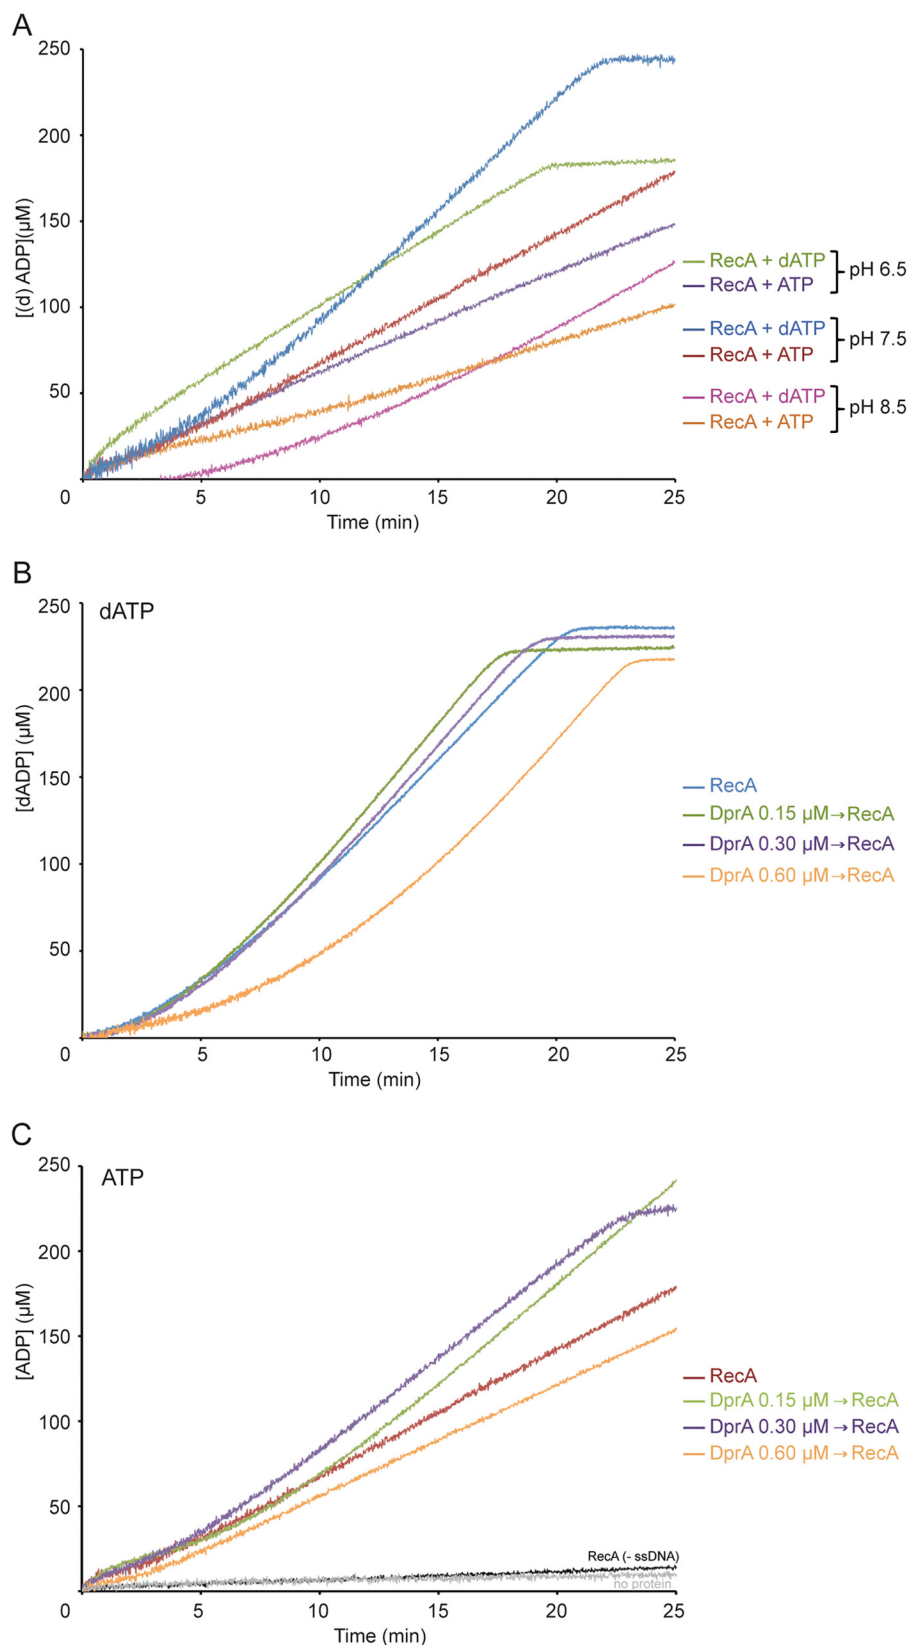 A
250
200
150
100
50
0
5
10
15
20
25
[(d) ADP](µM)
Time (min)
RecA + dATP
RecA + ATP
pH 6.5
RecA + dATP
RecA + ATP
pH 7.5
RecA + dATP
RecA + ATP
pH 8.5
B
dATP
250
200
150
100
50
0
5
10
15
20
25
[dADP] (µM)
Time (min)
RecA
DprA 0.15 µM→RecA
DprA 0.30 µM→RecA
DprA 0.60 µM→RecA
C
ATP
250
200
150
100
50
0
5
10
15
20
25
[ADP] (µM)
Time (min)
RecA
DprA 0.15 µM→RecA
DprA 0.30 µM→RecA
DprA 0.60 µM→RecA
RecA (- ssDNA)
no protein